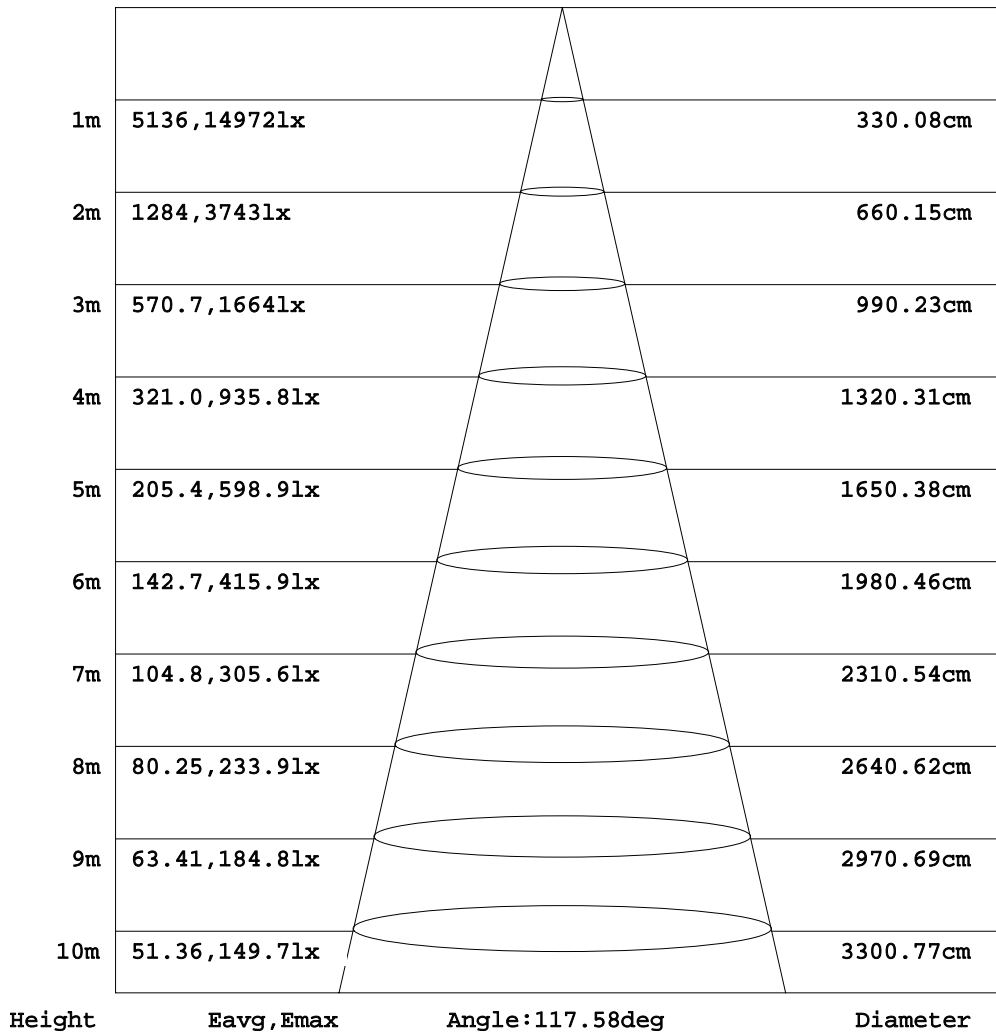 1m 5136,14972lx 330.08cm
2m 1284,3743lx 660.15cm
3m 570.7,1664lx 990.23cm
4m 321.0,935.8lx 1320.31cm
5m 205.4,598.9lx 1650.38cm
6m 142.7,415.9lx 1980.46cm
7m 104.8,305.6lx 2310.54cm
8m 80.25,233.9lx 2640.62cm
9m 63.41,184.8lx 2970.69cm
10m 51.36,149.7lx 3300.77cm
Height Eavg,Emax Angle:117.58deg Diameter